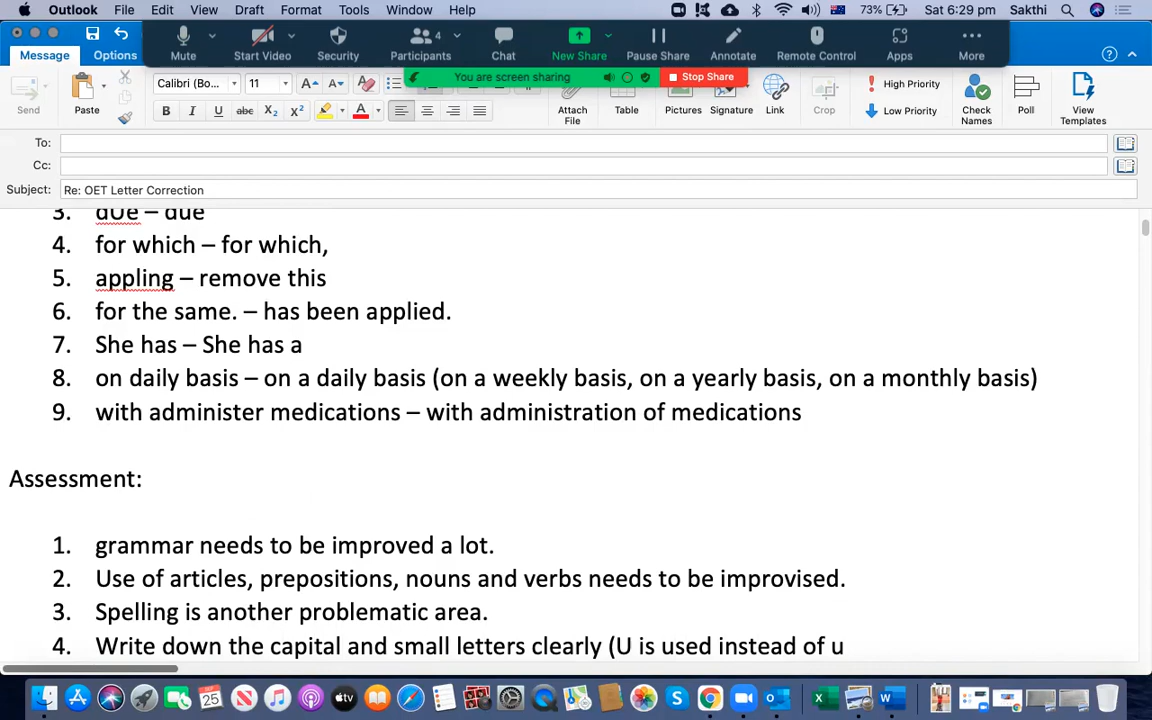 Outlook File Edit View Draft Format Tools Window Help 73% Sat 6:29 pm Sakthi
Message Options
Mute Start Video Security 4 Participants Chat New Share Pause Share Annotate Remote Control Apps More
You are screen sharing Stop Share
Send Paste Calibri (Bo... 11 Attach File Table Pictures Signature Link Crop High Priority Low Priority Check Names Poll View Templates
B I U abc X2 X2 A
To:
Cc:
Subject: Re: OET Letter Correction
3. dUe – due
4. for which – for which,
5. appling – remove this
6. for the same. – has been applied.
7. She has – She has a
8. on daily basis – on a daily basis (on a weekly basis, on a yearly basis, on a monthly basis)
9. with administer medications – with administration of medications
Assessment:
1. grammar needs to be improved a lot.
2. Use of articles, prepositions, nouns and verbs needs to be improvised.
3. Spelling is another problematic area.
4. Write down the capital and small letters clearly (U is used instead of u